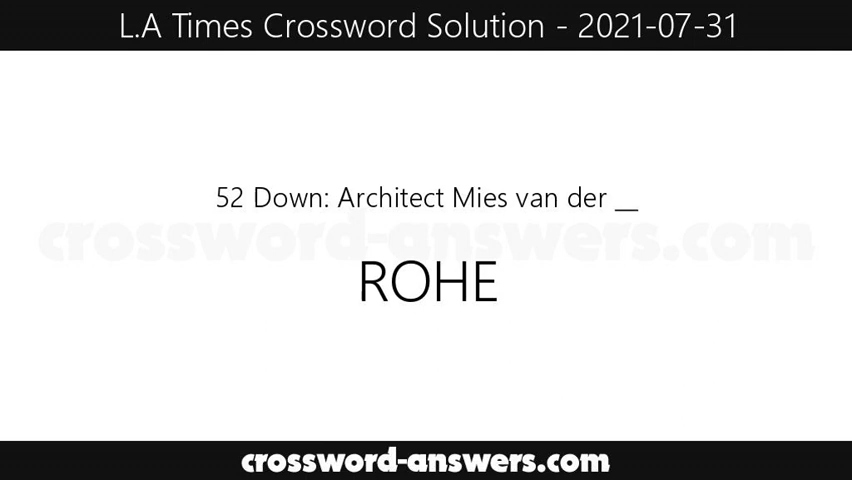 L.A Times Crossword Solution - 2021-07-31
52 Down: Architect Mies van der __
crossword-answers.com
ROHE
crossword-answers.com